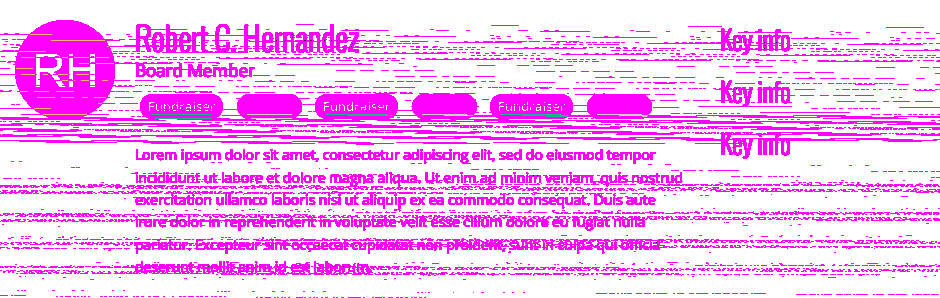 RH
Robert C. Hernandez
Board Member
Fundraiser Fundraiser Fundraiser
Lorem ipsum dolor sit amet, consectetur adipiscing elit, sed do eiusmod tempor
incididunt ut labore et dolore magna aliqua. Ut enim ad minim veniam, quis nostrud
exercitation ullamco laboris nisi ut aliquip ex ea commodo consequat. Duis aute
irure dolor in reprehenderit in voluptate velit esse cillum dolore eu fugiat nulla
pariatur. Excepteur sint occaecat cupidatat non proident, sunt in culpa qui officia
deserunt mollit anim id est laborum.
Key info
Key info
Key info